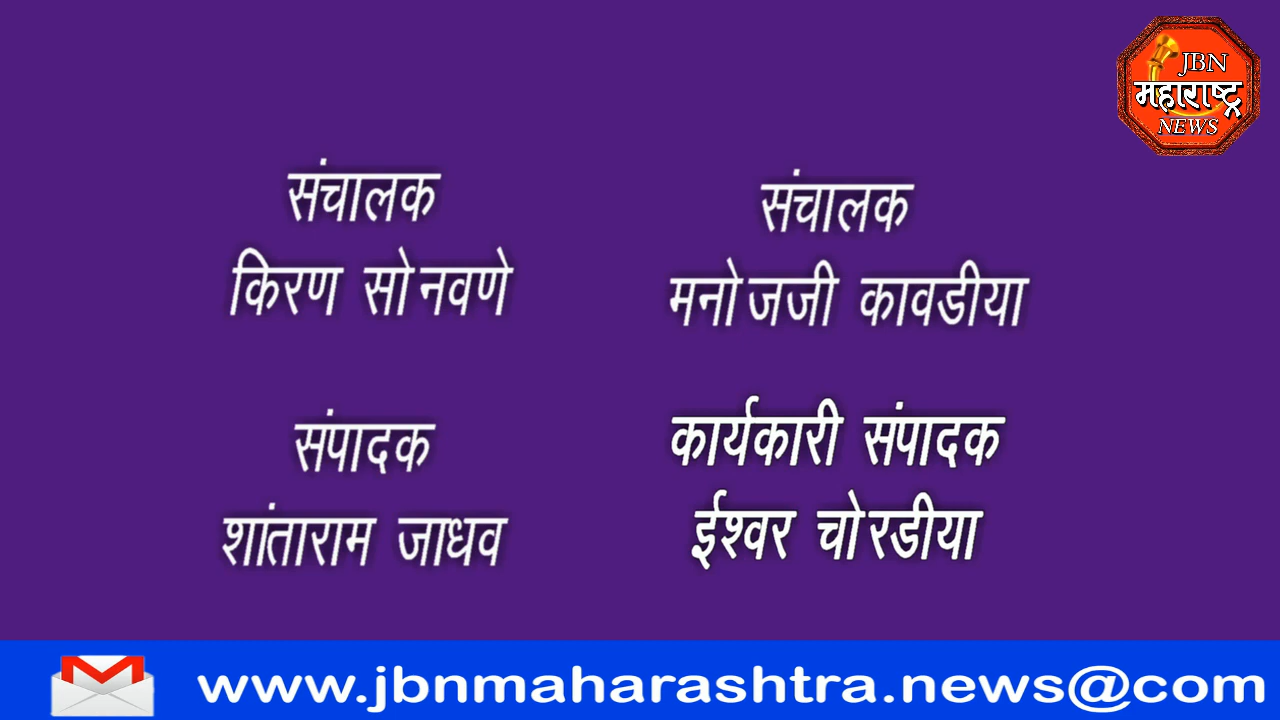 JBN
महाराष्ट्र
NEWS
संचालक
किरण सोनवणे
संचालक
मनोजजी कावडीया
संपादक
शांताराम जाधव
कार्यकारी संपादक
ईश्वर चोरडीया
www.jbnmaharashtra.news@com